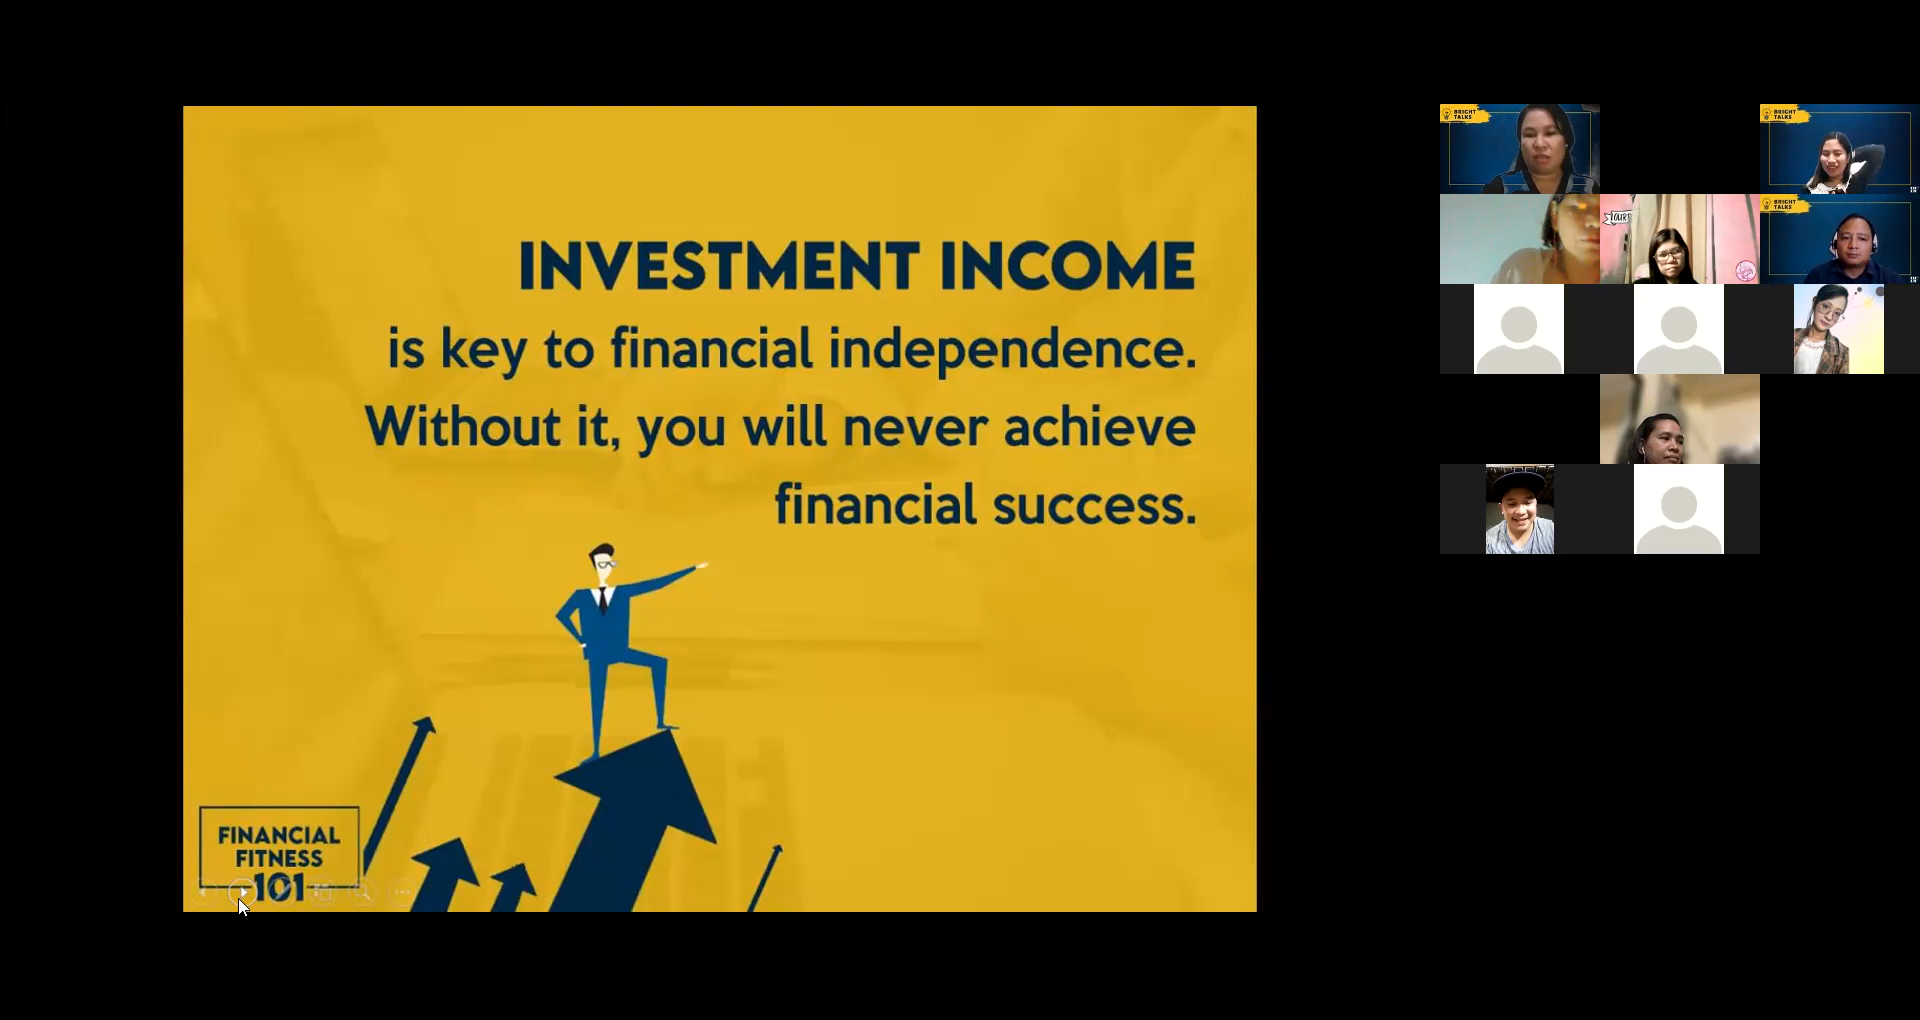 INVESTMENT INCOME
is key to financial independence.
Without it, you will never achieve
financial success.
FINANCIAL
FITNESS
101
BRIGHT
TALKS
BRIGHT
TALKS
BRIGHT
TALKS